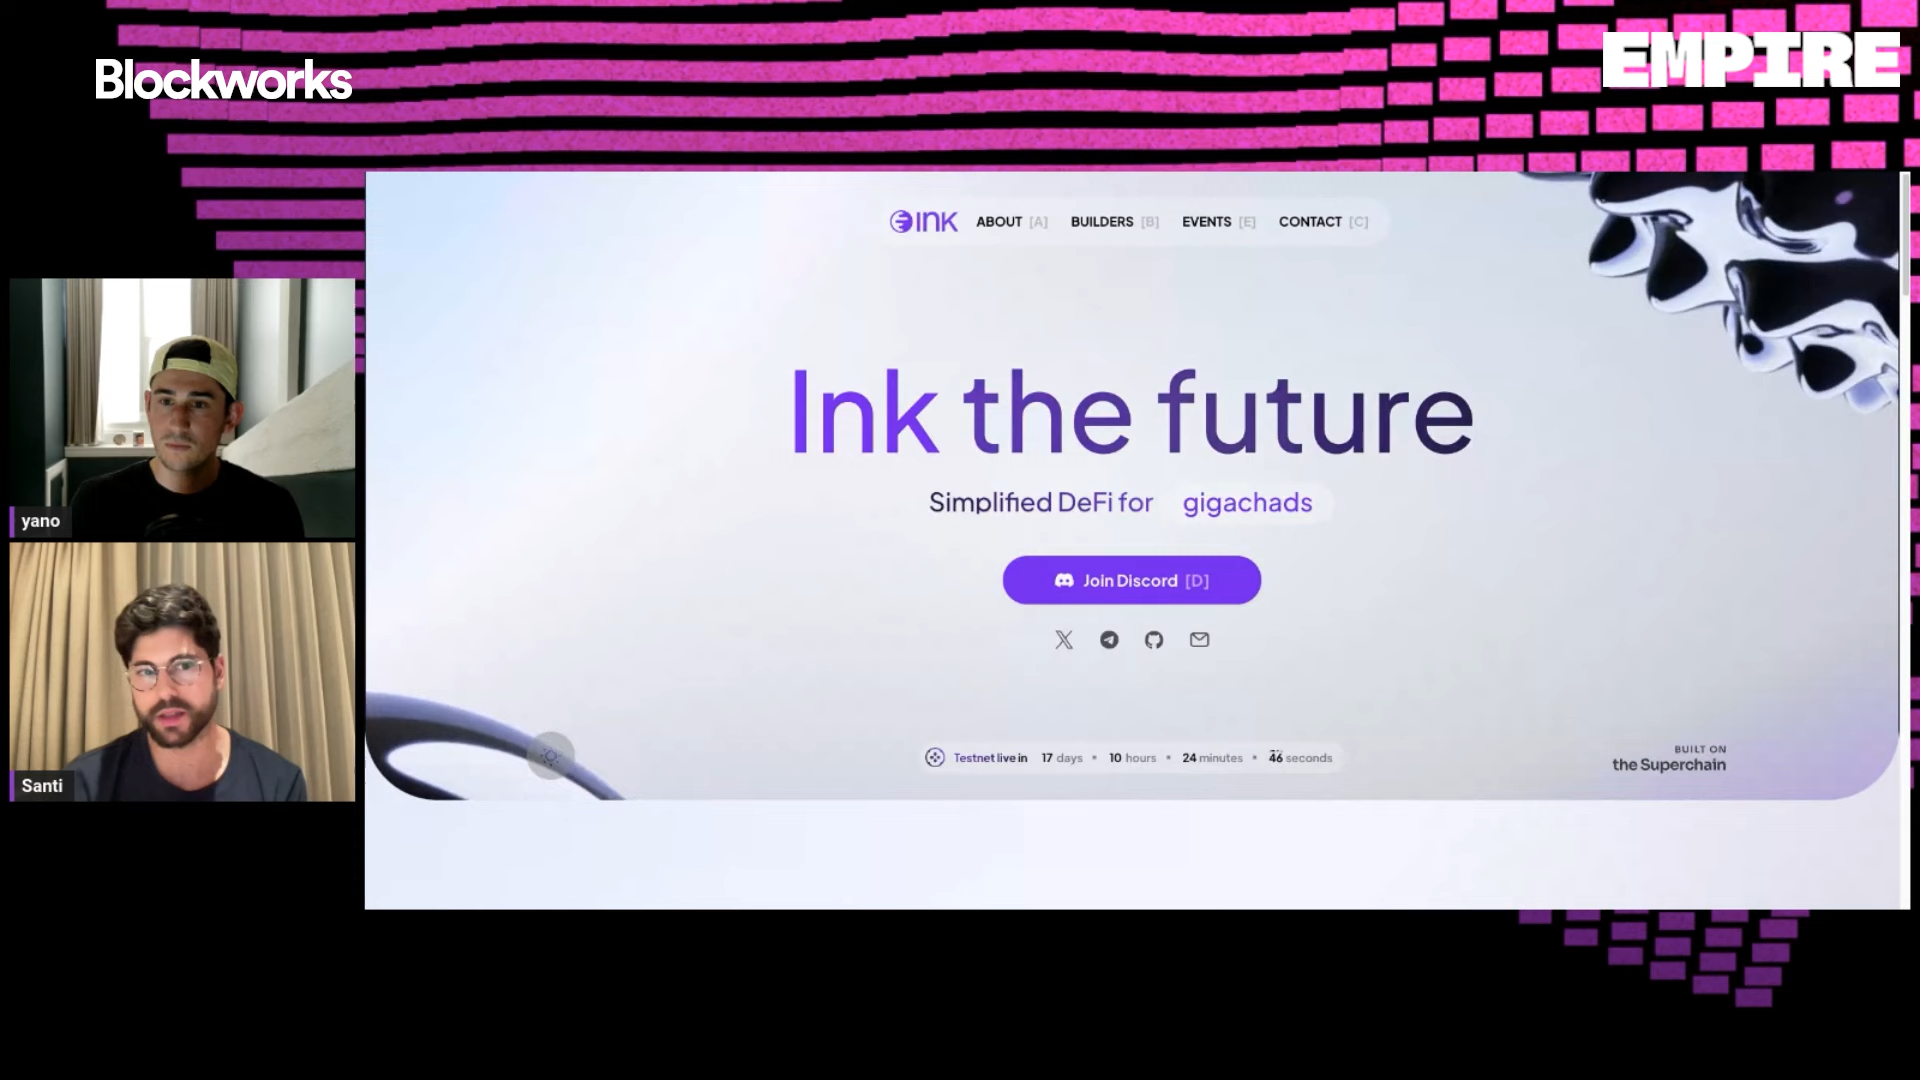 Blockworks
EMPIRE
INK ABOUT [A] BUILDERS [B] EVENTS [E] CONTACT [C]
Ink the future
Simplified DeFi for gigachads
Join Discord [D]
yano
Santi
Testnet live in 17 days • 10 hours • 24 minutes • 46 seconds
BUILT ON
the Superchain